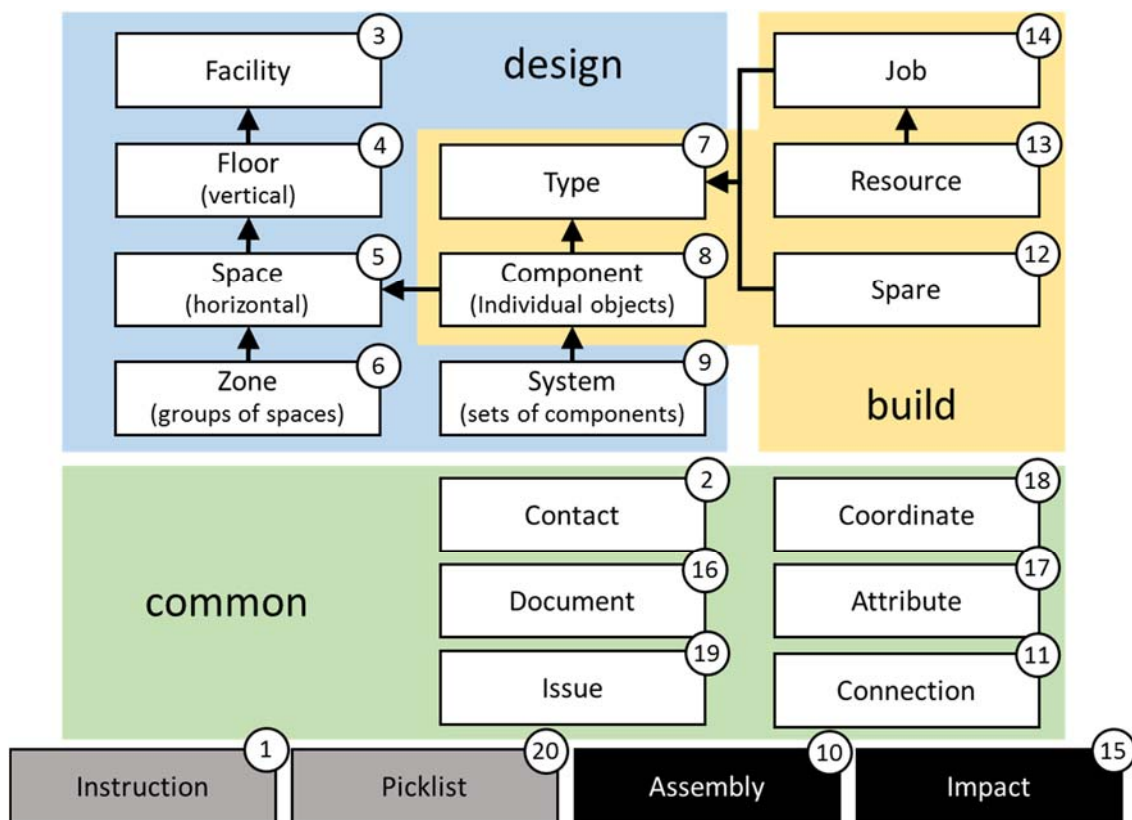 3
Facility
design
14
Job
4
Floor
(vertical)
7
Type
13
Resource
5
Space
(horizontal)
8
Component
(Individual objects)
12
Spare
6
Zone
(groups of spaces)
9
System
(sets of components)
build
2
Contact
18
Coordinate
common
16
Document
17
Attribute
19
Issue
11
Connection
1
Instruction
20
Picklist
10
Assembly
15
Impact